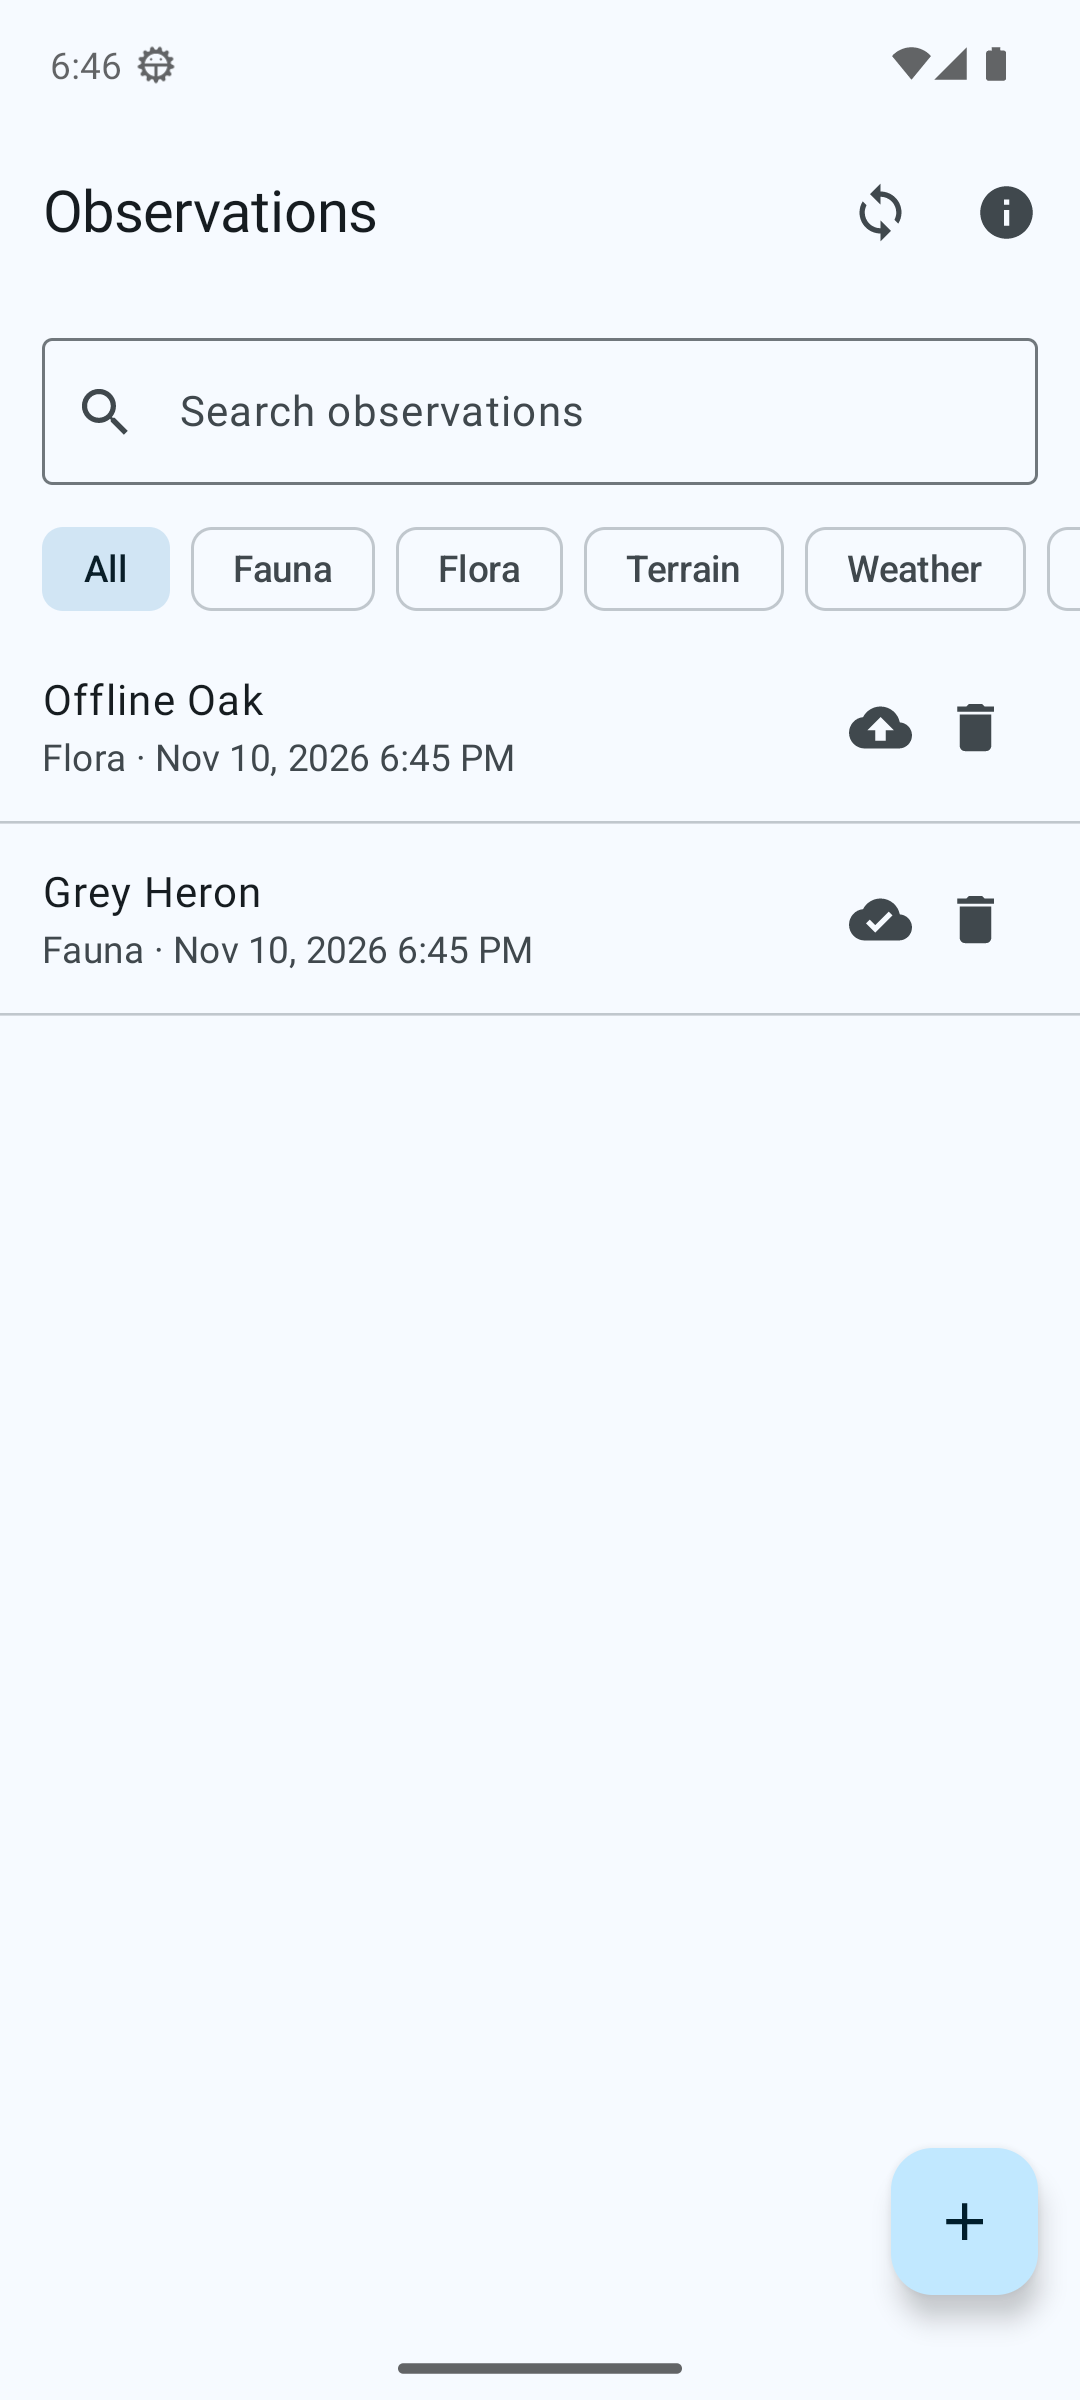 6:46
Observations
Search observations
All Fauna Flora Terrain Weather
Offline Oak
Flora · Nov 10, 2026 6:45 PM
Grey Heron
Fauna · Nov 10, 2026 6:45 PM